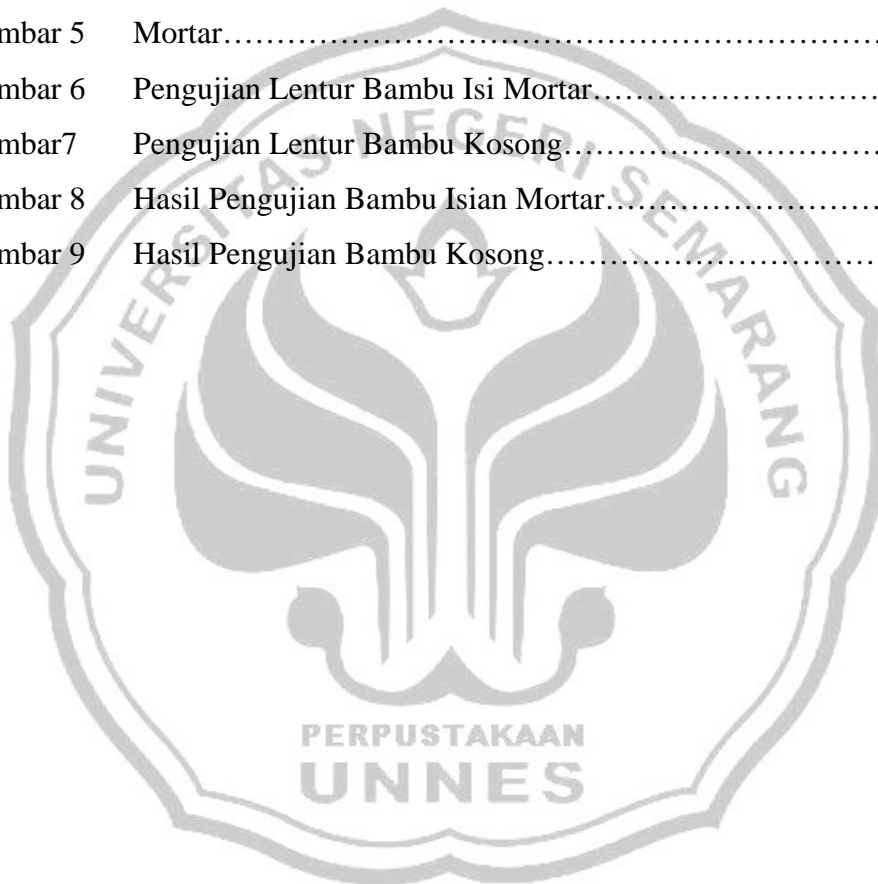 mbar 5 Mortar…………………………………………………………………
mbar 6 Pengujian Lentur Bambu Isi Mortar……………………………
mbar7 Pengujian Lentur Bambu Kosong………………………………
mbar 8 Hasil Pengujian Bambu Isian Mortar…………………………
mbar 9 Hasil Pengujian Bambu Kosong…………………………………
UNIVERSITAS NEGERI SEMARANG
PERPUSTAKAAN
UNNES